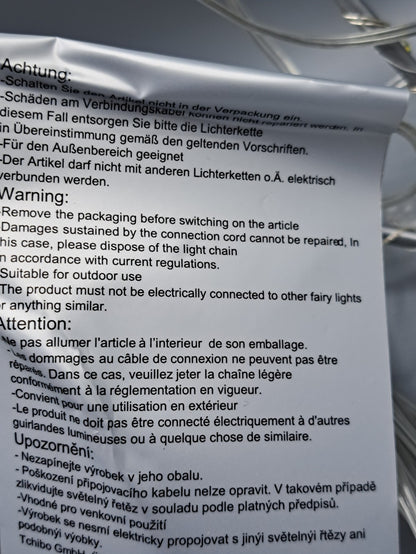 Achtung:
-Schalten Sie den Artikel nicht in der Verpackung ein.
-Schäden am Verbindungskabel können nicht repariert werden. In
diesem Fall entsorgen Sie bitte die Lichterkette
in Übereinstimmung gemäß den geltenden Vorschriften.
-Für den Außenbereich geeignet
-Der Artikel darf nicht mit anderen Lichterketten o.Ä. elektrisch
verbunden werden.
Warning:
-Remove the packaging before switching on the article
-Damages sustained by the connection cord cannot be repaired, In
his case, please dispose of the light chain
n accordance with current regulations.
Suitable for outdoor use
The product must not be electrically connected to other fairy lights
r anything similar.
Attention:
Ne pas allumer l'article à l'interieur de son emballage.
-Les dommages au câble de connexion ne peuvent pas être
réparés. Dans ce cas, veuillez jeter la chaîne légère
conformément à la réglementation en vigueur.
-Convient pour une utilisation en extérieur
-Le produit ne doit pas être connecté électriquement à d'autres
guirlandes lumineuses ou à quelque chose de similaire.
Upozornění:
- Nezapínejte výrobek v jeho obalu.
- Poškození připojovacího kabelu nelze opravit. V takovém případě
zlikvidujte světelný řetěz v souladu podle platných předpisů.
-Vhodné pro venkovní použití
-Výrobek se nesmí elektricky propojovat s jinýi světelnýi řtězy ani
podobnýi výobky.
Tchibo GmbH